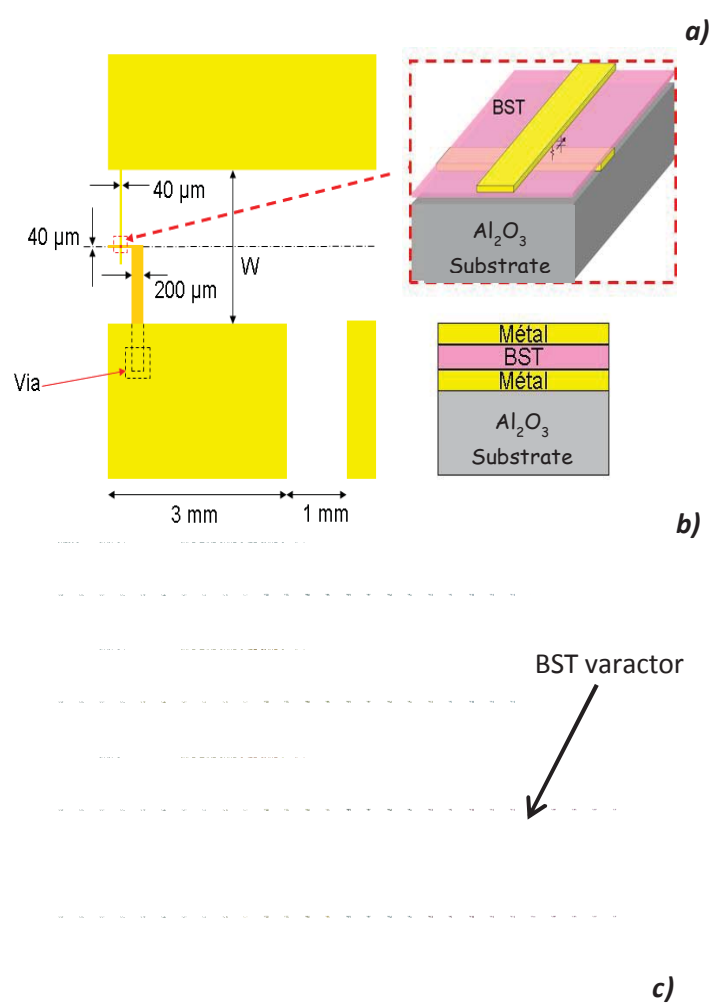 a)
BST
40 µm
40 µm
W
Al2O3
Substrate
200 µm
Métal
BST
Métal
Via
Al2O3
Substrate
3 mm
1 mm
b)
BST varactor
c)